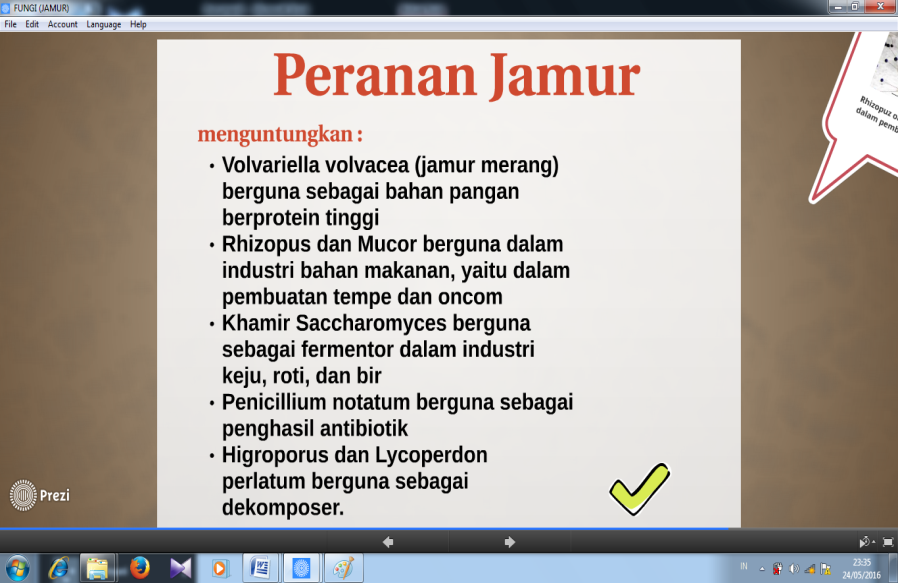 FUNGI (JAMUR)
File Edit Account Language Help
Peranan Jamur
menguntungkan :
• Volvariella volvacea (jamur merang)
berguna sebagai bahan pangan
berprotein tinggi
• Rhizopus dan Mucor berguna dalam
industri bahan makanan, yaitu dalam
pembuatan tempe dan oncom
• Khamir Saccharomyces berguna
sebagai fermentor dalam industri
keju, roti, dan bir
• Penicillium notatum berguna sebagai
penghasil antibiotik
• Higroporus dan Lycoperdon
perlatum berguna sebagai
dekomposer.
Rhizopuz
dalam
Prezi
IN
23:35
24/05/2016